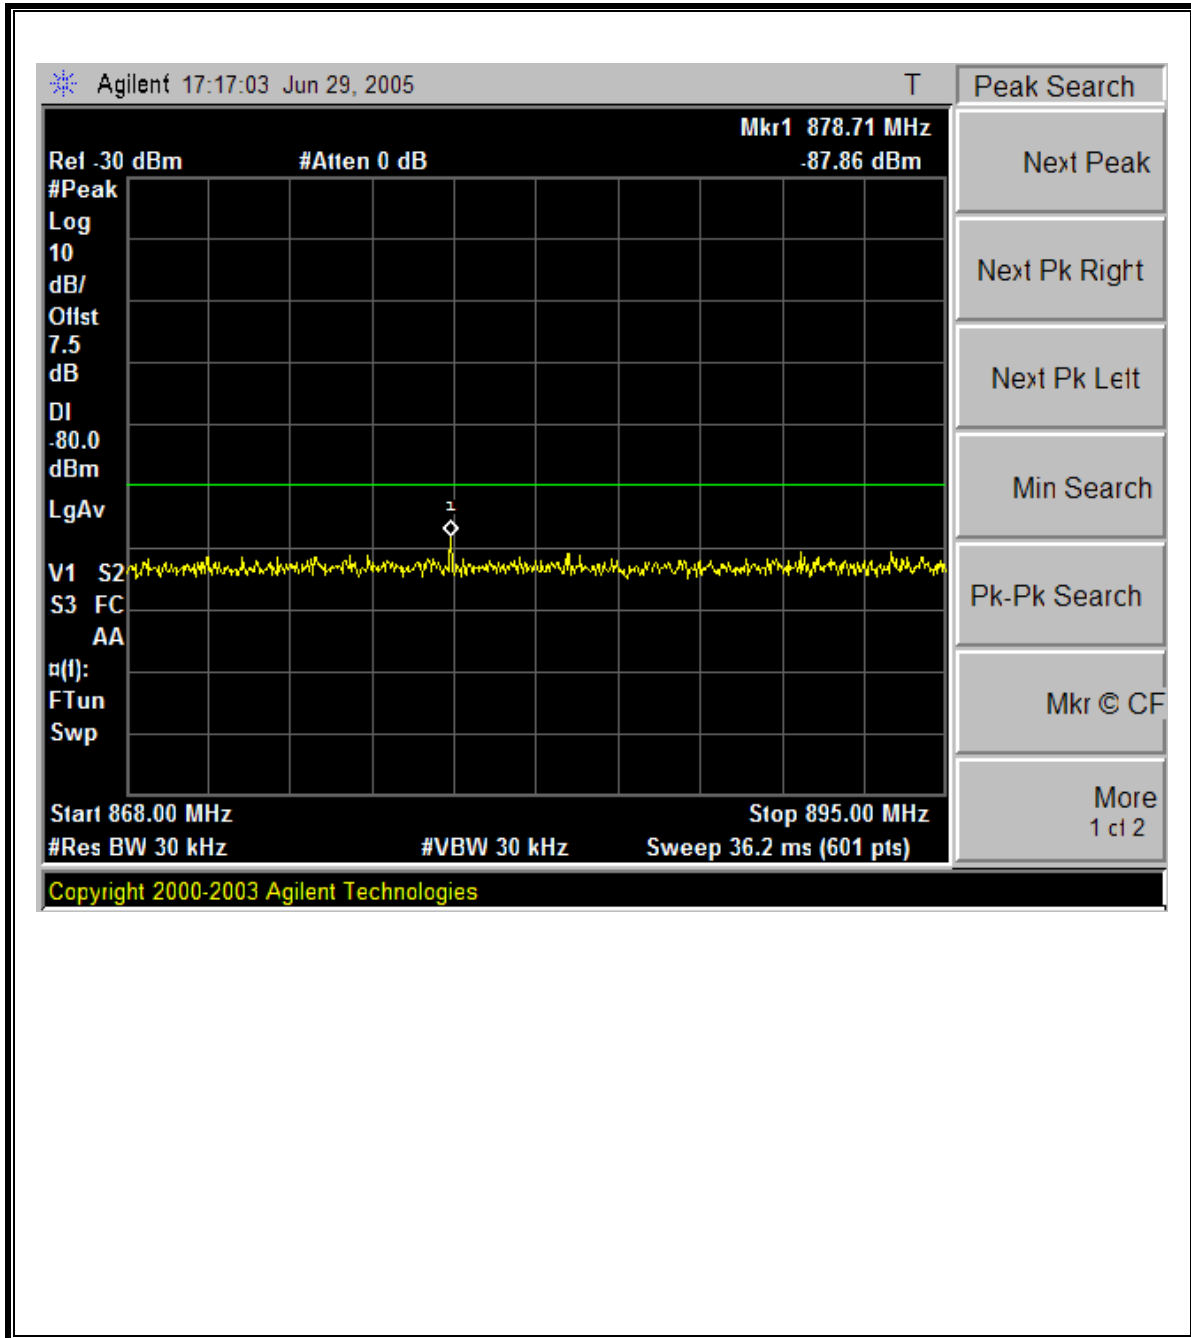 Agilent 17:17:03 Jun 29, 2005 T
Peak Search
Mkr1 878.71 MHz
Ref -30 dBm #Atten 0 dB -87.86 dBm
#Peak
Log
10
dB/
Offst
7.5
dB
DI
-80.0
dBm
LgAv
1
V1 S2
S3 FC
AA
¤(f):
FTun
Swp
Start 868.00 MHz Stop 895.00 MHz
#Res BW 30 kHz #VBW 30 kHz Sweep 36.2 ms (601 pts)
Next Peak
Next Pk Right
Next Pk Left
Min Search
Pk-Pk Search
Mkr © CF
More
1 of 2
Copyright 2000-2003 Agilent Technologies